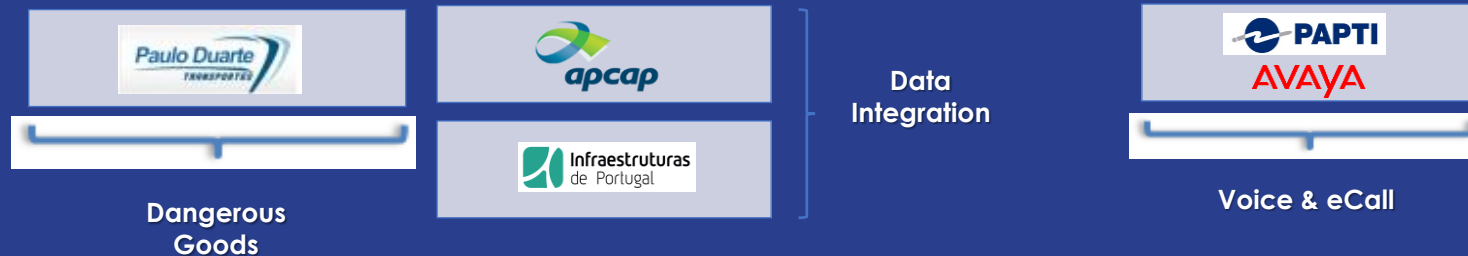 Paulo Duarte
TRANSPORTES
Dangerous
Goods
apcap
Infraestruturas
de Portugal
Data
Integration
PAPTI
AVAYA
Voice & eCall